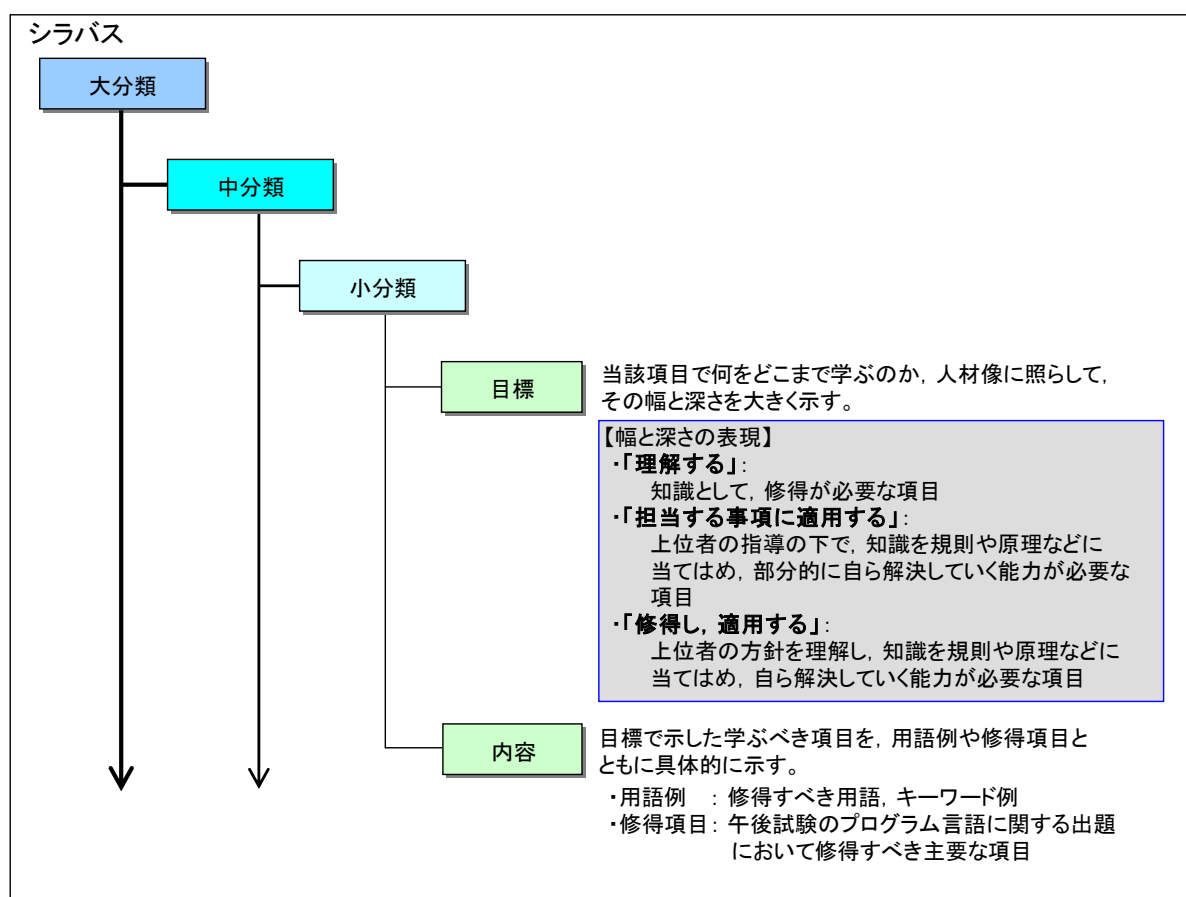 シラバス
大分類
中分類
小分類
目標
当該項目で何をどこまで学ぶのか，人材像に照らして，
その幅と深さを大きく示す。
【幅と深さの表現】
・「理解する」：
知識として，修得が必要な項目
・「担当する事項に適用する」：
上位者の指導の下で，知識を規則や原理などに
当てはめ，部分的に自ら解決していく能力が必要な
項目
・「修得し，適用する」：
上位者の方針を理解し，知識を規則や原理などに
当てはめ，自ら解決していく能力が必要な項目
内容
目標で示した学ぶべき項目を，用語例や修得項目と
ともに具体的に示す。
・用語例　：修得すべき用語，キーワード例
・修得項目：午後試験のプログラム言語に関する出題
において修得すべき主要な項目